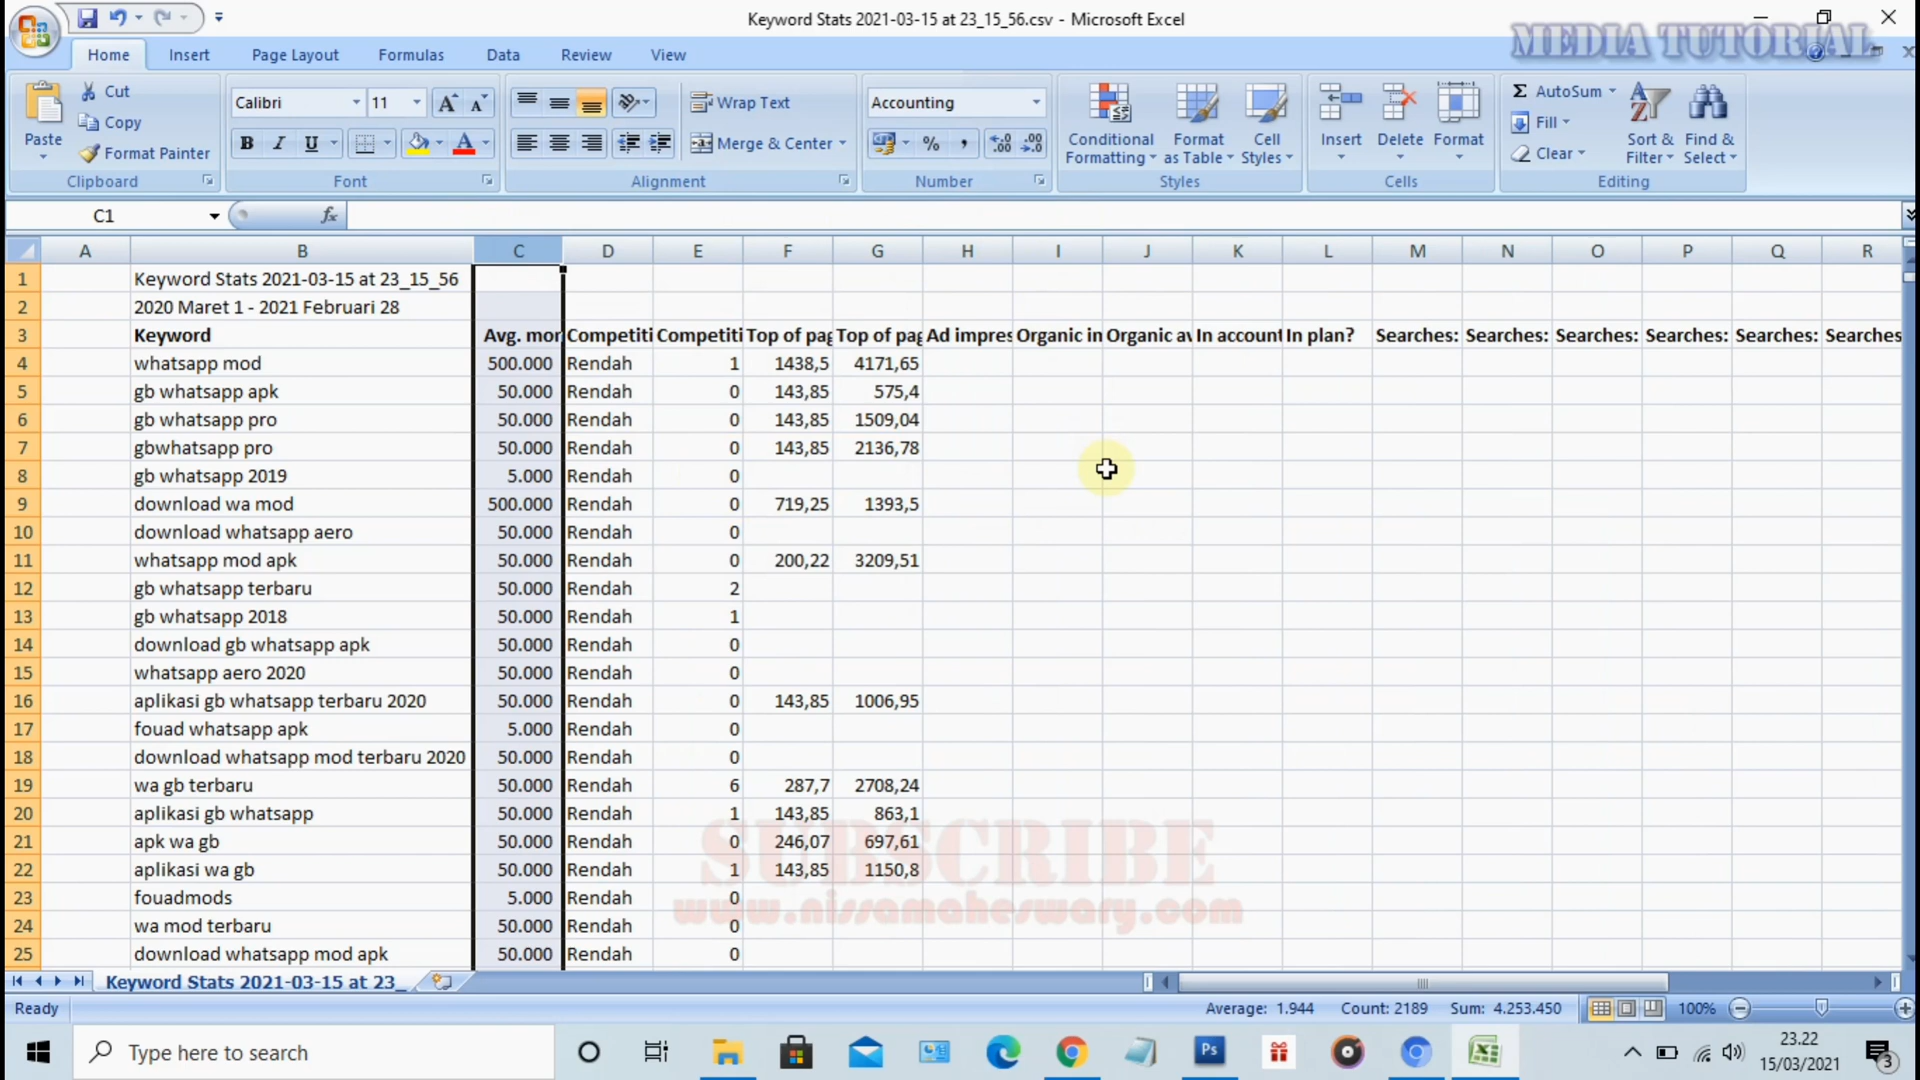 Keyword Stats 2021-03-15 at 23_15_56.csv - Microsoft Excel
MEDIA TUTORIAL
Home Insert Page Layout Formulas Data Review View
Paste Cut Copy Format Painter
Calibri 11
B I U
Wrap Text
Merge & Center
Accounting
% ,
Conditional Formatting Format as Table Cell Styles
Insert Delete Format
Σ AutoSum Fill Clear
Sort & Filter Find & Select
Clipboard Font Alignment Number Styles Cells Editing
C1 fx
A B C D E F G H I J K L M N O P Q R
1 Keyword Stats 2021-03-15 at 23_15_56
2 2020 Maret 1 - 2021 Februari 28
3 Keyword Avg. mor Competiti Competiti Top of pag Top of pag Ad impres Organic in Organic av In account In plan? Searches: Searches: Searches: Searches: Searches: Searches
4 whatsapp mod 500.000 Rendah 1 1438,5 4171,65
5 gb whatsapp apk 50.000 Rendah 0 143,85 575,4
6 gb whatsapp pro 50.000 Rendah 0 143,85 1509,04
7 gbwhatsapp pro 50.000 Rendah 0 143,85 2136,78
8 gb whatsapp 2019 5.000 Rendah 0
9 download wa mod 500.000 Rendah 0 719,25 1393,5
10 download whatsapp aero 50.000 Rendah 0
11 whatsapp mod apk 50.000 Rendah 0 200,22 3209,51
12 gb whatsapp terbaru 50.000 Rendah 2
13 gb whatsapp 2018 50.000 Rendah 1
14 download gb whatsapp apk 50.000 Rendah 0
15 whatsapp aero 2020 50.000 Rendah 0
16 aplikasi gb whatsapp terbaru 2020 50.000 Rendah 0 143,85 1006,95
17 fouad whatsapp apk 5.000 Rendah 0
18 download whatsapp mod terbaru 2020 50.000 Rendah 0
19 wa gb terbaru 50.000 Rendah 6 287,7 2708,24
20 aplikasi gb whatsapp 50.000 Rendah 1 143,85 863,1
21 apk wa gb 50.000 Rendah 0 246,07 697,61
22 aplikasi wa gb 50.000 Rendah 1 143,85 1150,8
23 fouadmods 5.000 Rendah 0
24 wa mod terbaru 50.000 Rendah 0
25 download whatsapp mod apk 50.000 Rendah 0
SUBSCRIBE
www.nissamaheswary.com
Keyword Stats 2021-03-15 at 23_
Ready Average: 1.944 Count: 2189 Sum: 4.253.450 100%
Type here to search
Ps
23.22
15/03/2021
3